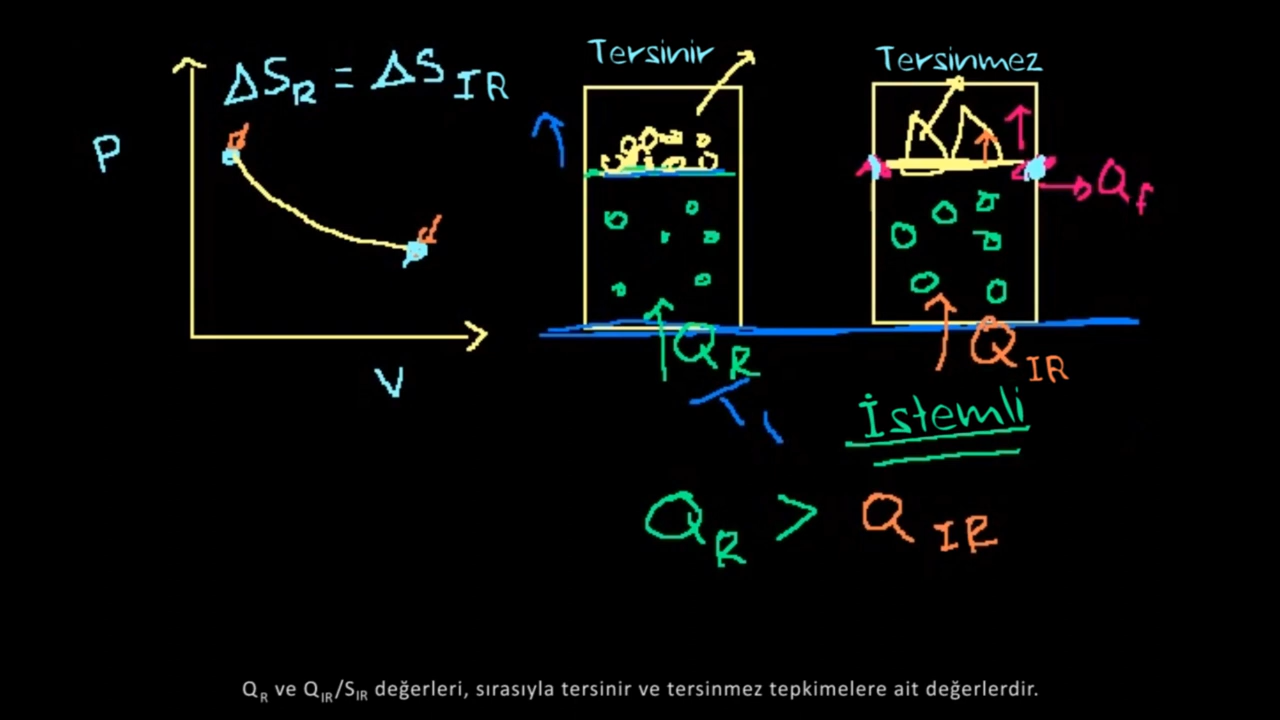 ΔS_R = ΔS_IR
Tersinir
Tersinmez
P
d
d
V
Q_f
Q_R
T₁
Q_IR
İstemli
Q_R > Q_IR
Q_R ve Q_IR/S_IR değerleri, sırasıyla tersinir ve tersinmez tepkimelere ait değerlerdir.